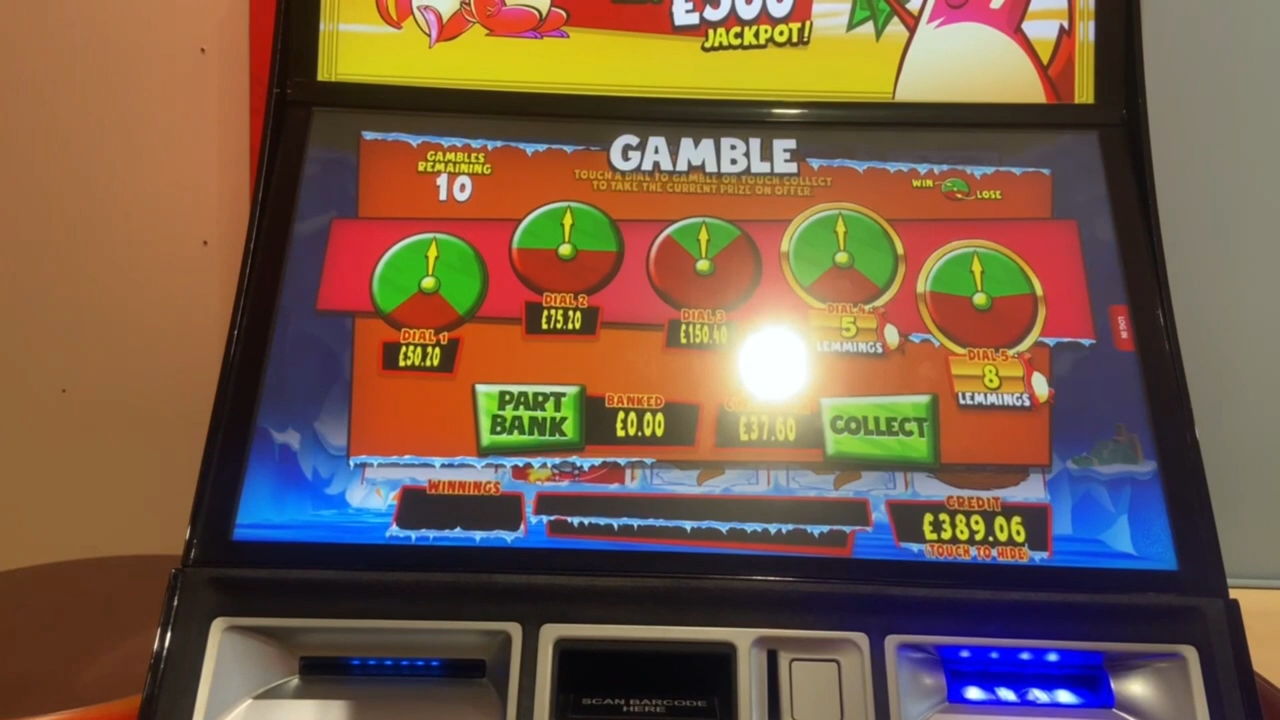 £500
JACKPOT!
GAMBLE
GAMBLES
REMAINING
10
TOUCH A DIAL TO GAMBLE OR TOUCH COLLECT
TO TAKE THE CURRENT PRIZE ON OFFER
WIN LOSE
DIAL 1
£50.20
DIAL 2
£75.20
DIAL 3
£150.40
DIAL 4
5
LEMMINGS
DIAL 5
8
LEMMINGS
PART
BANK
BANKED
£0.00
£37.60
COLLECT
WINNINGS
CREDIT
£389.06
(TOUCH TO HIDE)
SCAN BARCODE
HERE